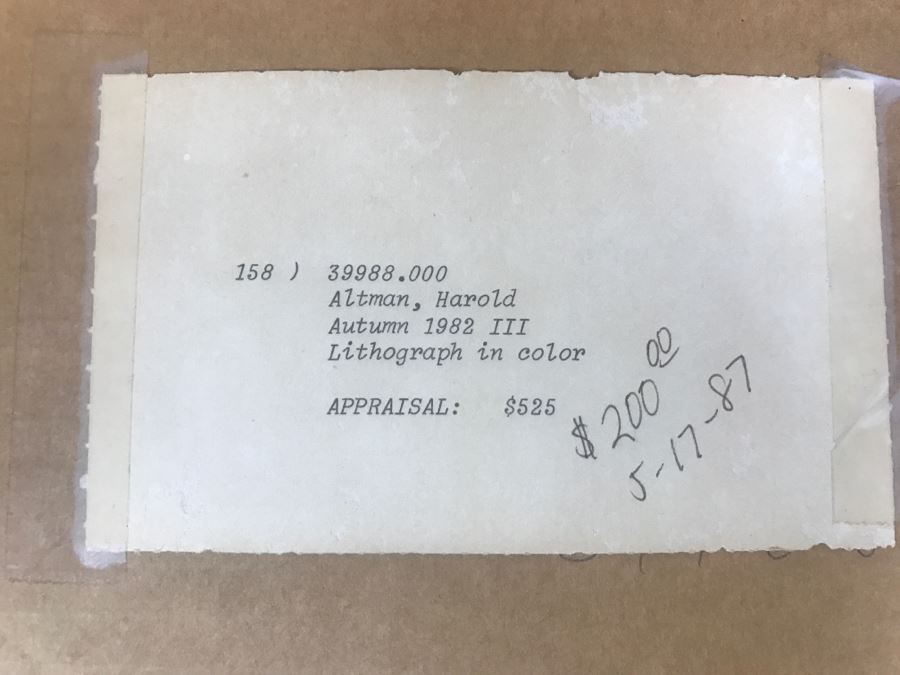 158 ) 39988.000
Altman, Harold
Autumn 1982 III
Lithograph in color
APPRAISAL: $525
$200 00
5-17-87